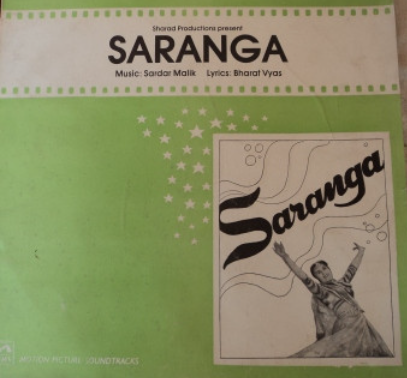 Sharad Productions present
SARANGA
Music: Sardar Malik Lyrics: Bharat Vyas
Saranga
MOTION PICTURE SOUNDTRACKS